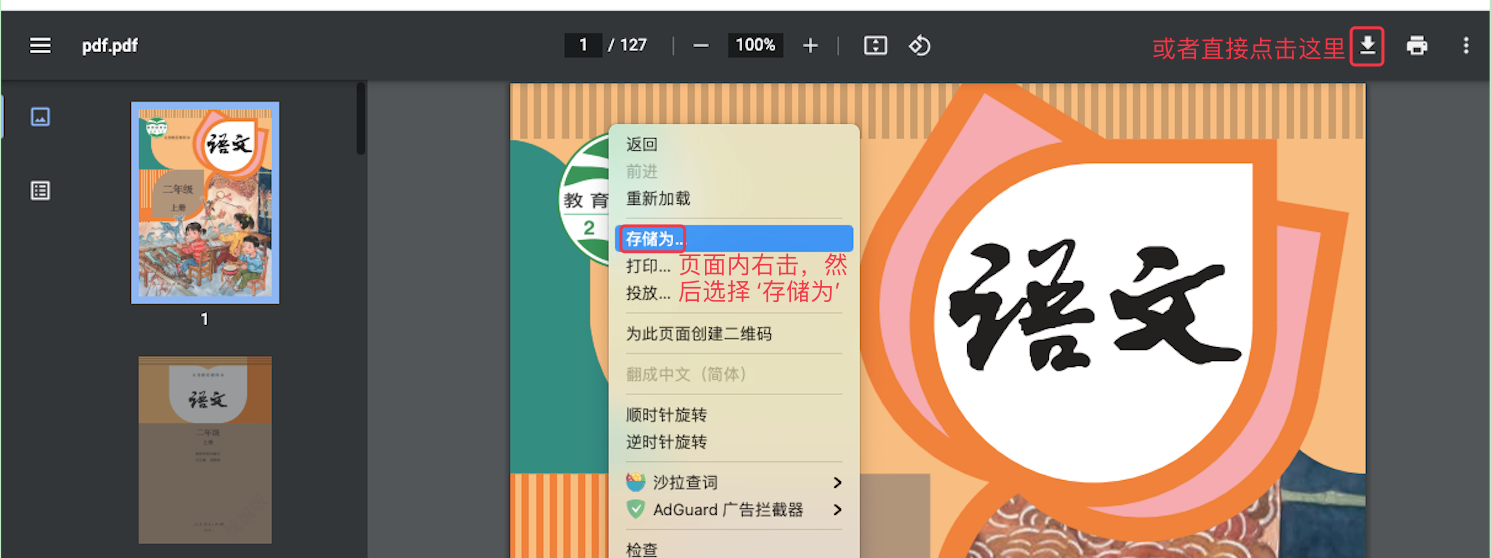 pdf.pdf
1 / 127
100%
或者直接点击这里
语文
二年级
上册
1
语文
二年级
上册
教育
2
语文
返回
前进
重新加载
存储为...
打印...
投放...
页面内右击，然
后选择 '存储为'
为此页面创建二维码
翻成中文（简体）
顺时针旋转
逆时针旋转
沙拉查词
AdGuard 广告拦截器
检查